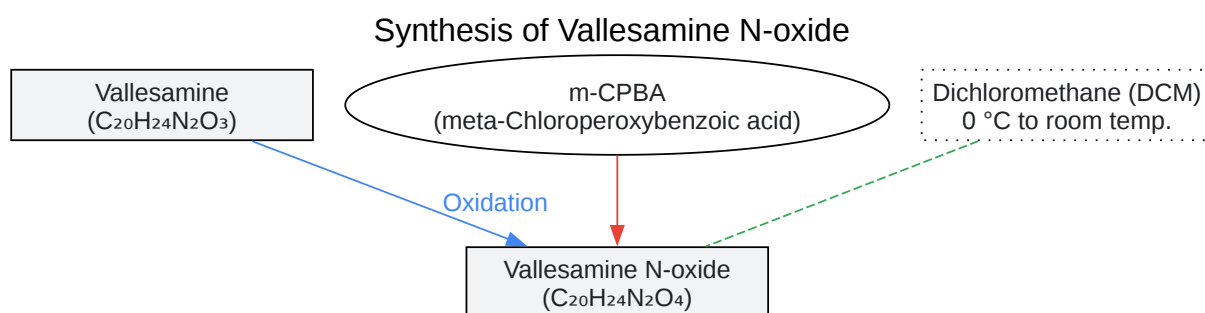 Synthesis of Vallesamine N-oxide
Vallesamine
(C₂₀H₂₄N₂O₃)
m-CPBA
(meta-Chloroperoxybenzoic acid)
Dichloromethane (DCM)
0 °C to room temp.
Oxidation
Vallesamine N-oxide
(C₂₀H₂₄N₂O₄)